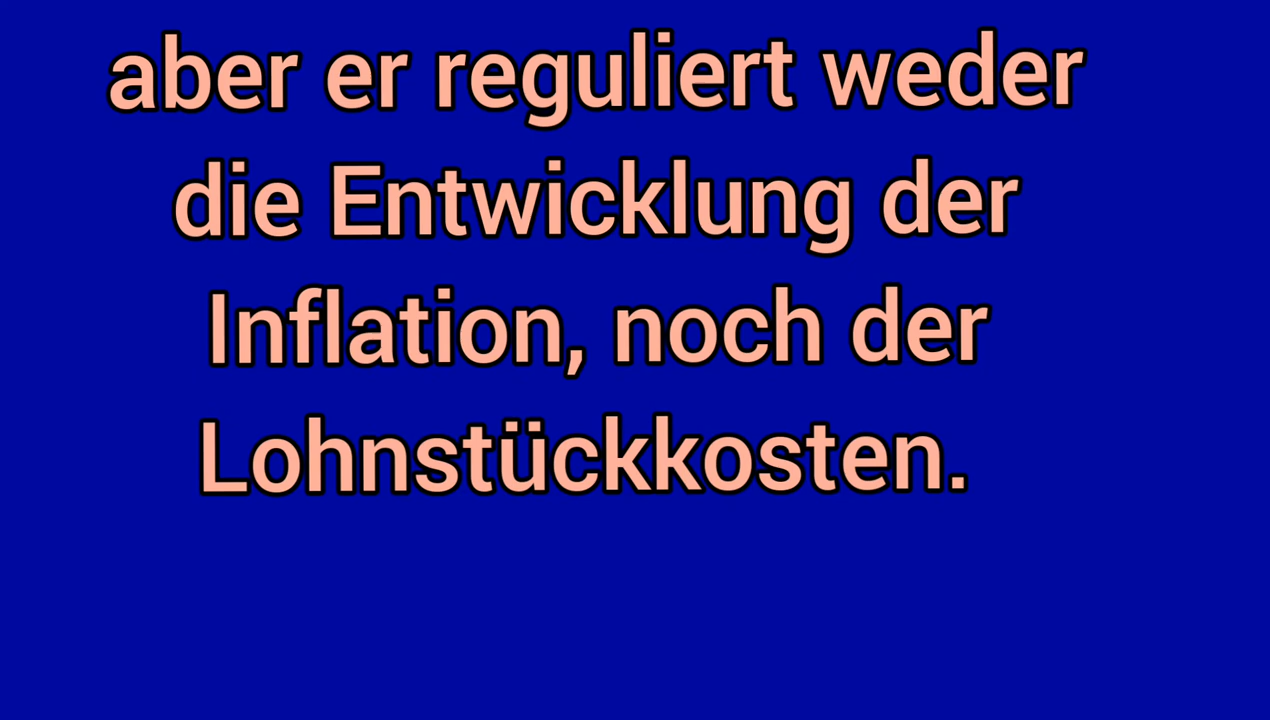 aber er reguliert weder
die Entwicklung der
Inflation, noch der
Lohnstückkosten.